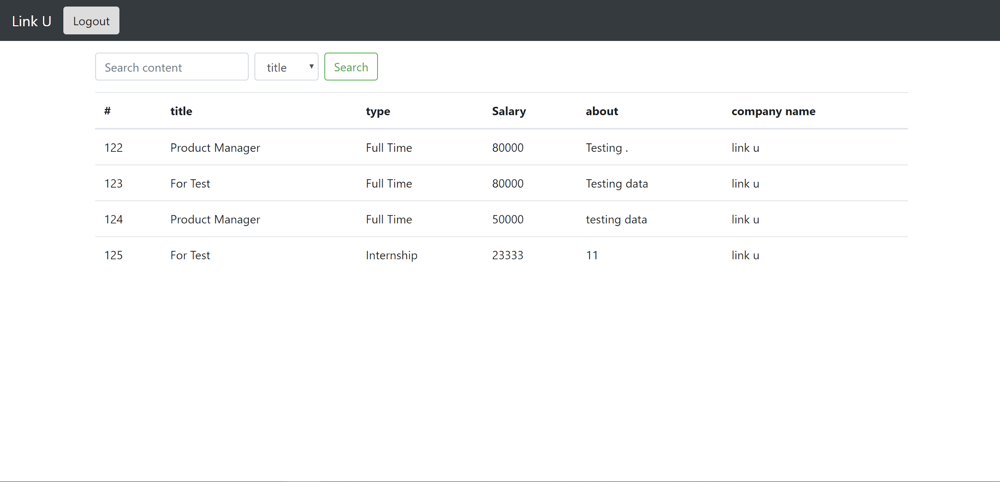 Link U Logout
Search content title Search
# title type Salary about company name
122 Product Manager Full Time 80000 Testing . link u
123 For Test Full Time 80000 Testing data link u
124 Product Manager Full Time 50000 testing data link u
125 For Test Internship 23333 11 link u